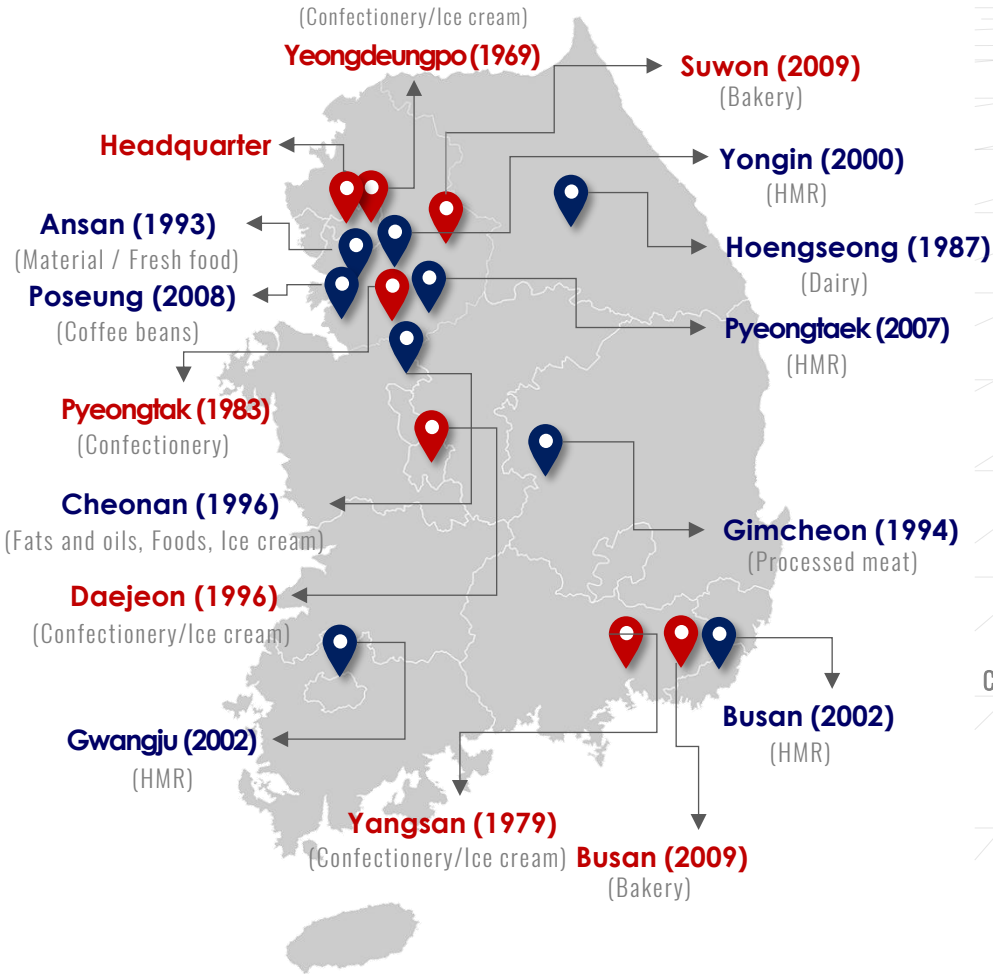 (Confectionery/Ice cream)
Yeongdeungpo (1969)
Suwon (2009)
(Bakery)
Headquarter
Yongin (2000)
(HMR)
Ansan (1993)
(Material / Fresh food)
Hoengseong (1987)
(Dairy)
Poseung (2008)
(Coffee beans)
Pyeongtaek (2007)
(HMR)
Pyeongtak (1983)
(Confectionery)
Cheonan (1996)
(Fats and oils, Foods, Ice cream)
Gimcheon (1994)
(Processed meat)
Daejeon (1996)
(Confectionery/Ice cream)
Busan (2002)
(HMR)
Gwangju (2002)
(HMR)
Yangsan (1979)
(Confectionery/Ice cream)
Busan (2009)
(Bakery)